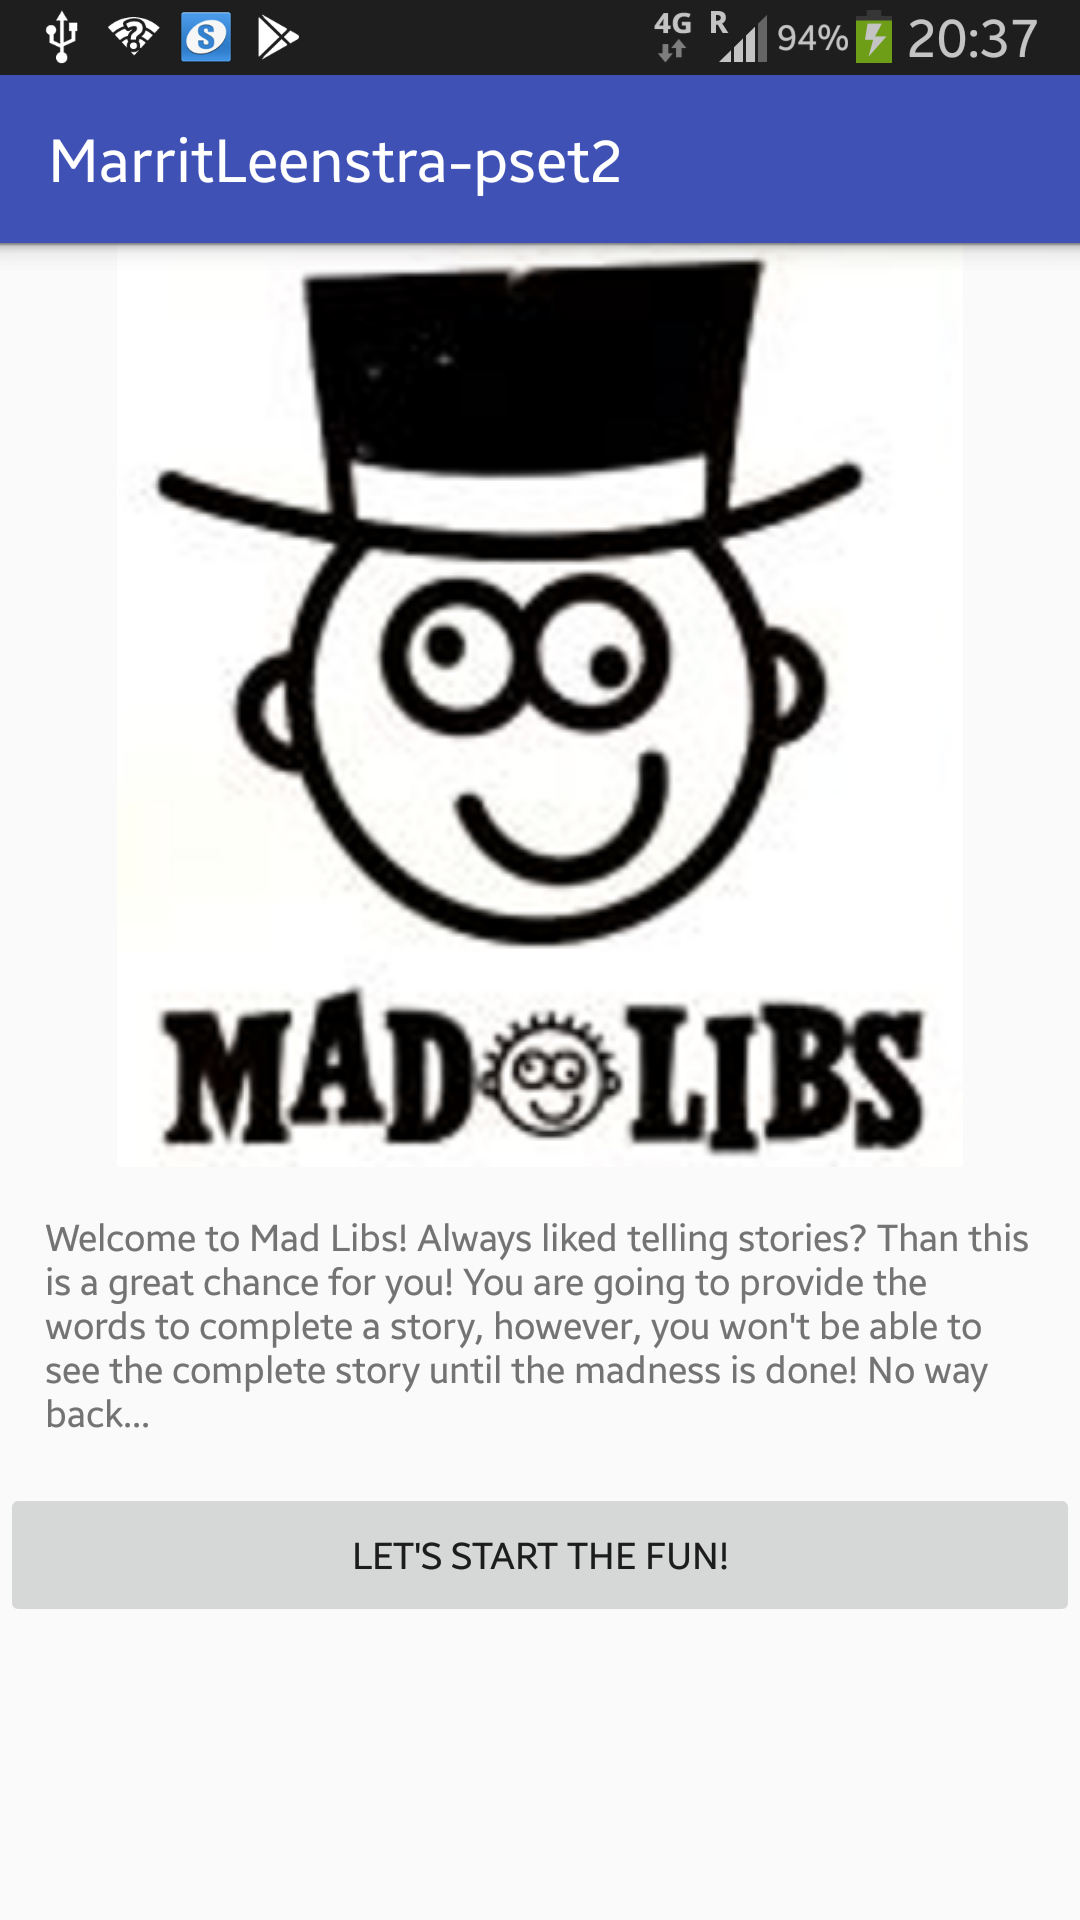 4G R 94% 20:37
MarritLeenstra-pset2
MAD LIBS
Welcome to Mad Libs! Always liked telling stories? Than this
is a great chance for you! You are going to provide the
words to complete a story, however, you won't be able to
see the complete story until the madness is done! No way
back...
LET'S START THE FUN!